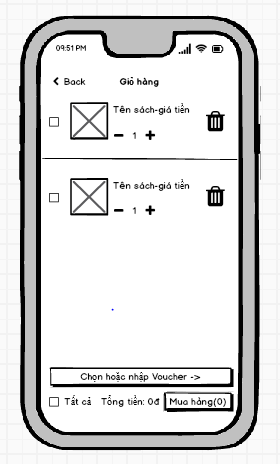 09:51 PM
Back
Giỏ hàng
Tên sách-giá tiền
1
Tên sách-giá tiền
1
Chọn hoặc nhập Voucher ->
Tất cả Tổng tiền: 0đ Mua hàng(0)